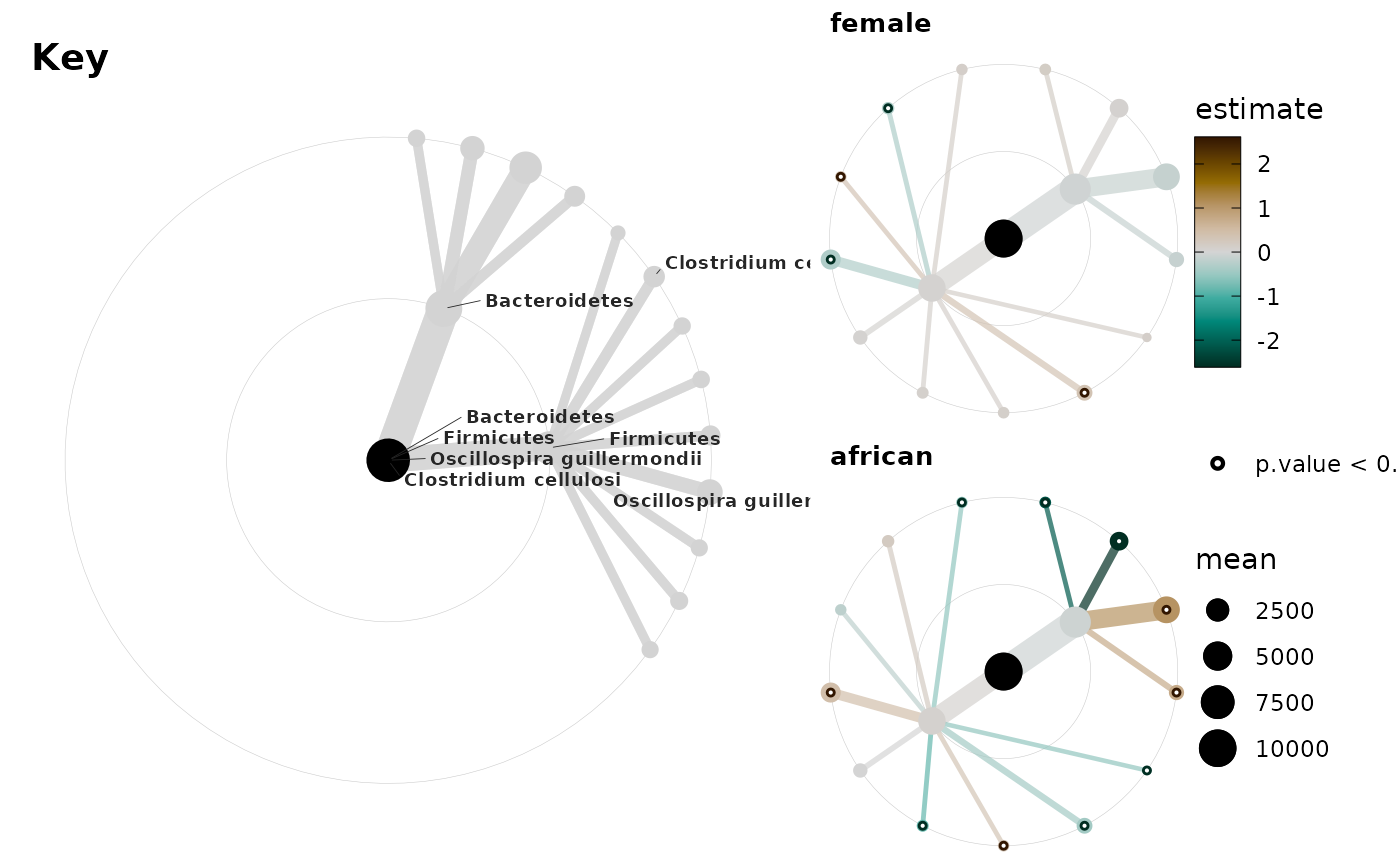 Key
Clostridium ce
Bacteroidetes
Bacteroidetes
Firmicutes
Firmicutes
Oscillospira guillermondii
Clostridium cellulosi
Oscillospira guiller
female
african
estimate
2
1
0
-1
-2
p.value < 0.
mean
2500
5000
7500
10000